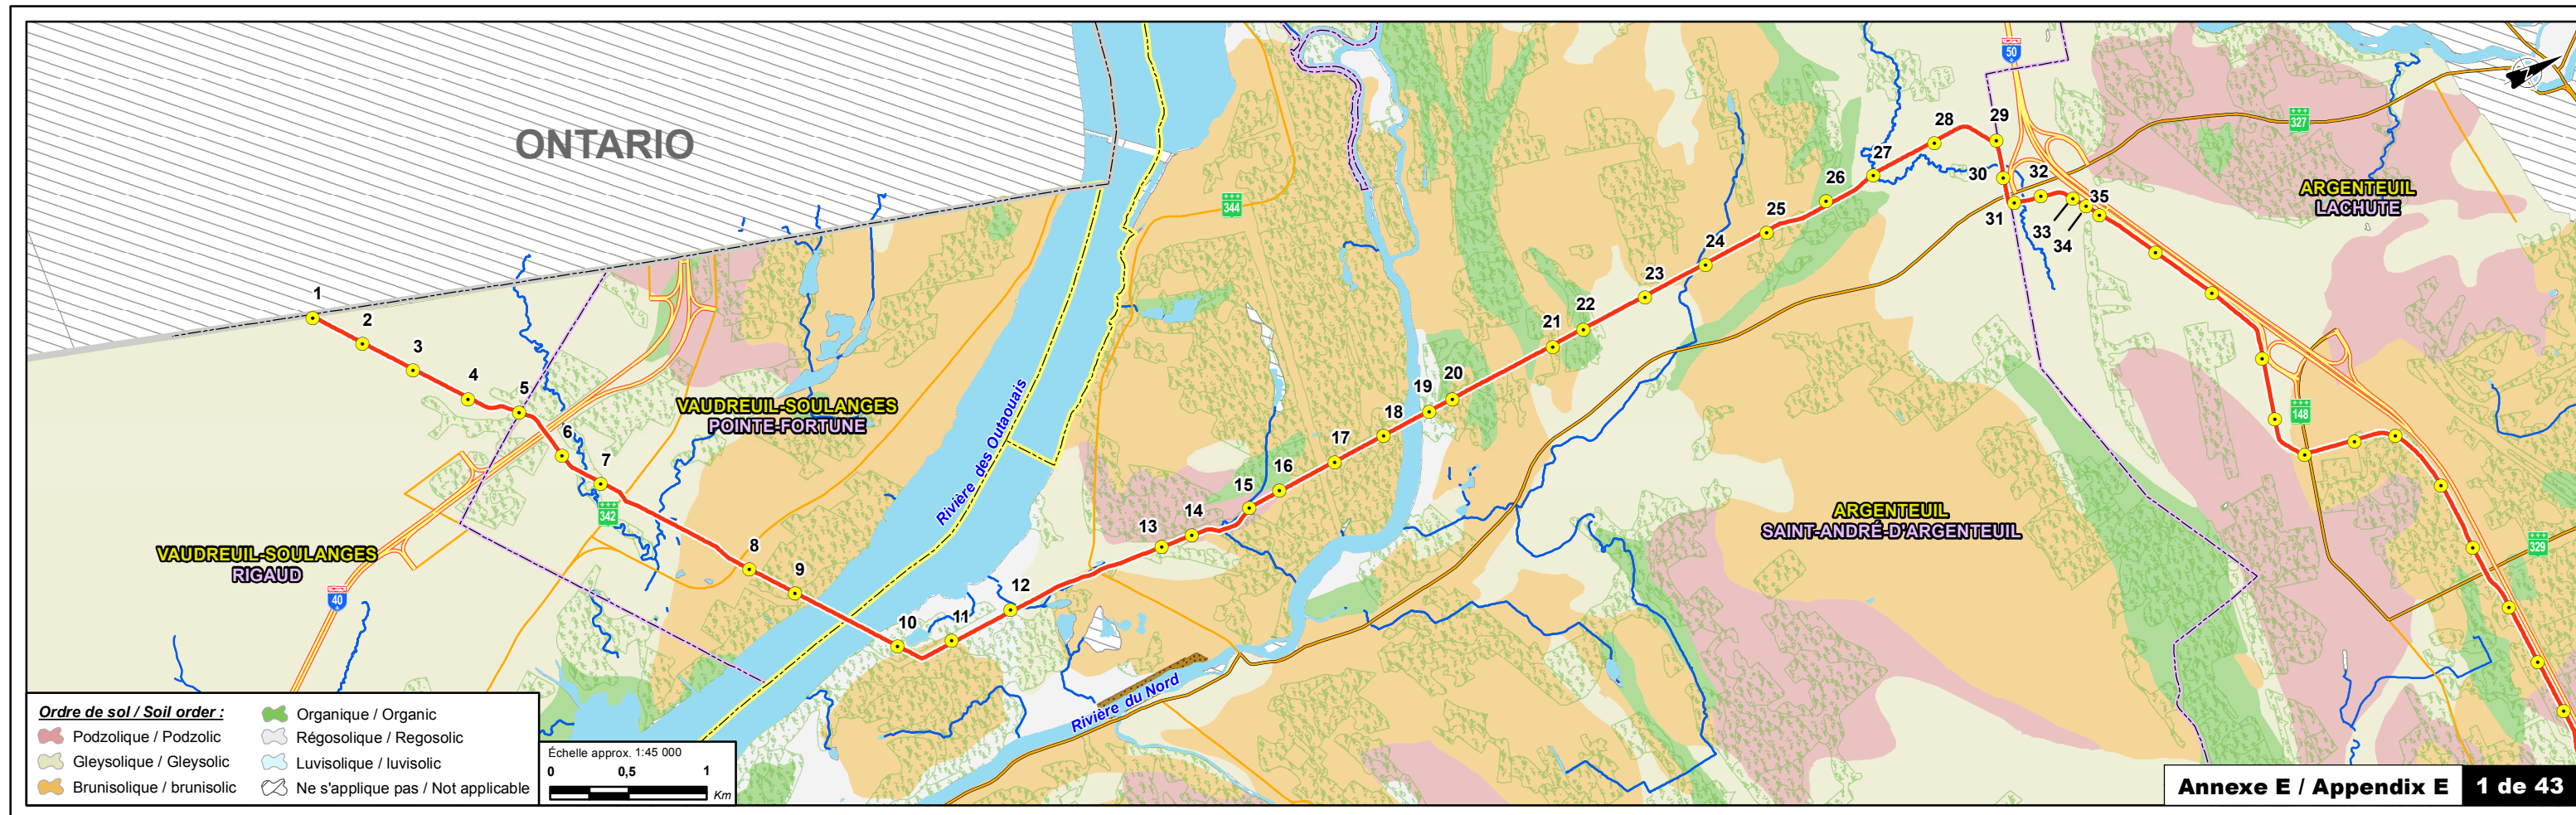 ONTARIO
50
327
ARGENTEUIL
LACHUTE
344
1
2
3
4
5
6
7
8
9
10
11
12
13
14
15
16
17
18
19
20
21
22
23
24
25
26
27
28
29
30
31
32
33
34
35
VAUDREUIL-SOULANGES
POINTE-FORTUNE
Rivière des Outaouais
148
342
ARGENTEUIL
SAINT-ANDRÉ-D'ARGENTEUIL
329
VAUDREUIL-SOULANGES
RIGAUD
40
Rivière du Nord
Ordre de sol / Soil order :
Podzolique / Podzolic
Gleysolique / Gleysolic
Brunisolique / brunisolic
Organique / Organic
Régosolique / Regosolic
Luvisolique / luvisolic
Ne s'applique pas / Not applicable
Échelle approx. 1:45 000
0 0,5 1
Km
Annexe E / Appendix E 1 de 43